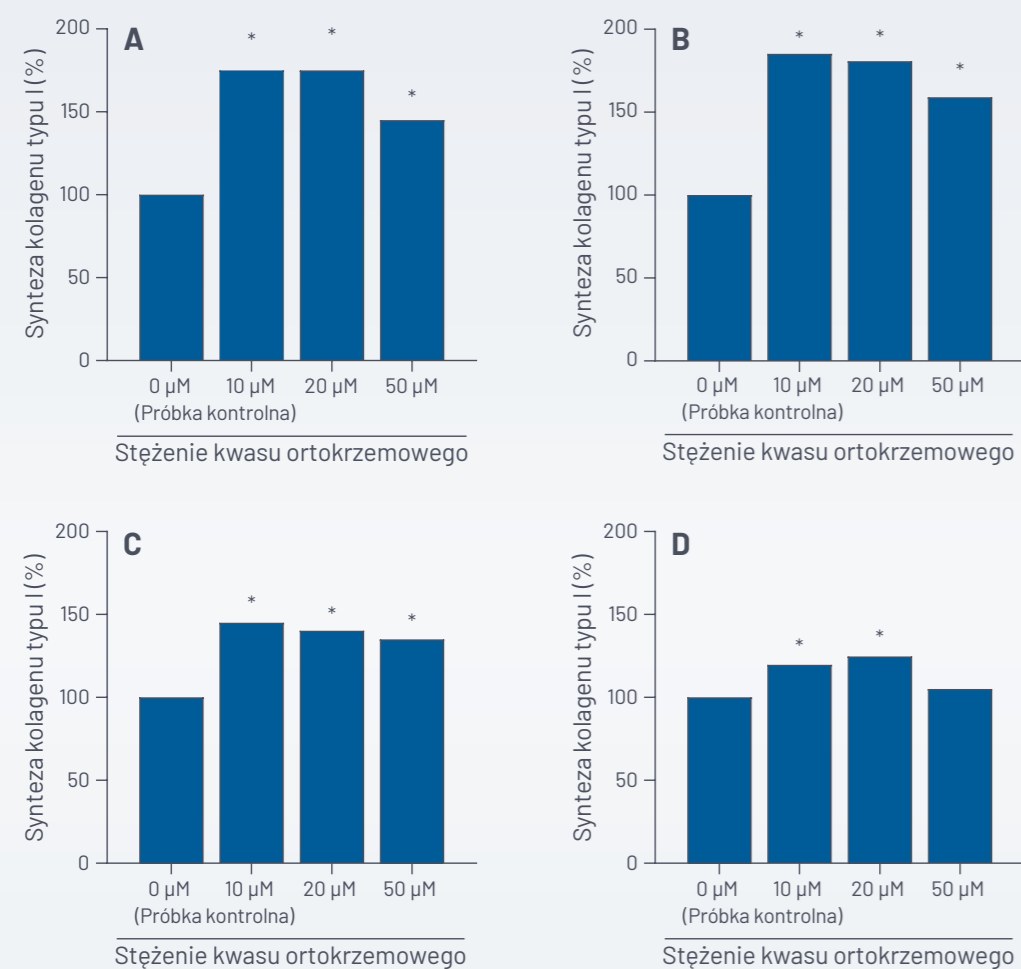 A
Synteza kolagenu typu I (%)
200
150
100
50
0
*
*
*
0 µM
10 µM
20 µM
50 µM
(Próbka kontrolna)
Stężenie kwasu ortokrzemowego
B
Synteza kolagenu typu I (%)
200
150
100
50
0
*
*
*
0 µM
10 µM
20 µM
50 µM
(Próbka kontrolna)
Stężenie kwasu ortokrzemowego
C
Synteza kolagenu typu I (%)
200
150
100
50
0
*
*
*
0 µM
10 µM
20 µM
50 µM
(Próbka kontrolna)
Stężenie kwasu ortokrzemowego
D
Synteza kolagenu typu I (%)
200
150
100
50
0
*
*
0 µM
10 µM
20 µM
50 µM
(Próbka kontrolna)
Stężenie kwasu ortokrzemowego